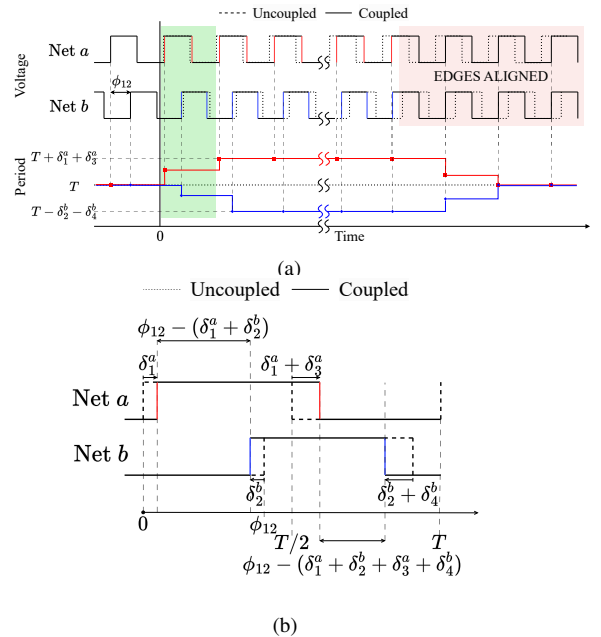 Uncoupled Coupled
Voltage
Net a
EDGES ALIGNED
ϕ₁₂
Net b
Period
T + δ₁ᵃ + δ₃ᵃ
T
T − δ₂ᵇ − δ₄ᵇ
0 Time
(a)
Uncoupled Coupled
ϕ₁₂ − (δ₁ᵃ + δ₂ᵇ)
δ₁ᵃ δ₁ᵃ + δ₃ᵃ
Net a
Net b
δ₂ᵇ δ₂ᵇ + δ₄ᵇ
0 ϕ₁₂ T/2 T
ϕ₁₂ − (δ₁ᵃ + δ₂ᵇ + δ₃ᵃ + δ₄ᵇ)
(b)